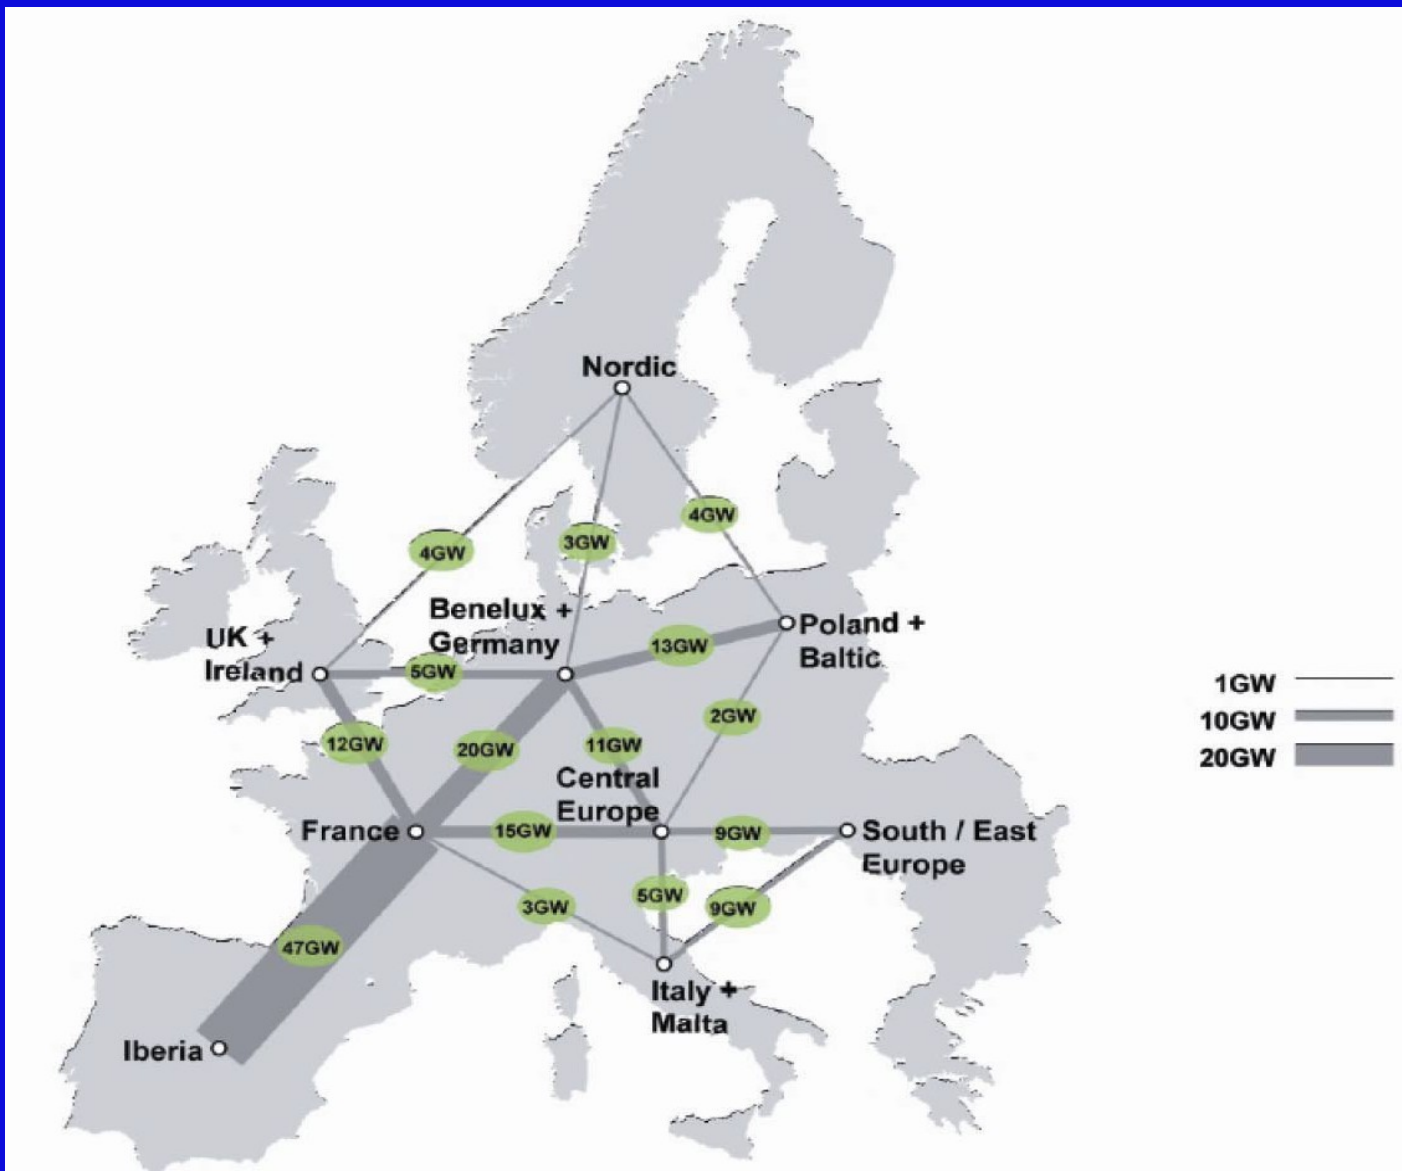 Nordic
4GW
3GW
4GW
Benelux +
Germany
UK +
Ireland
Poland +
Baltic
13GW
5GW
1GW
10GW
20GW
2GW
12GW
20GW
11GW
Central
Europe
France
15GW
9GW
South / East
Europe
3GW
5GW
9GW
47GW
Italy +
Malta
Iberia